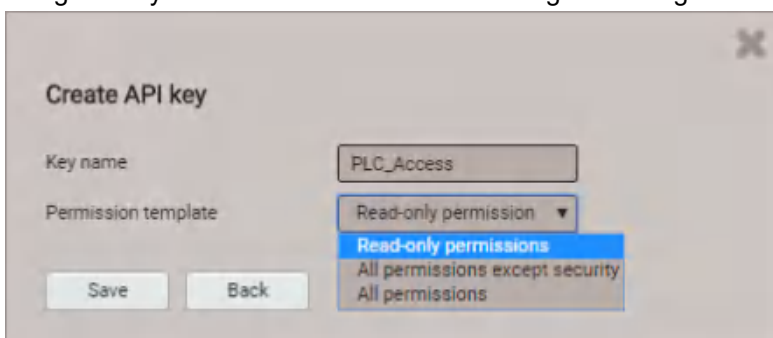 Create API key
Key name PLC_Access
Permission template Read-only permission ▼
Read-only permissions
All permissions except security
Save Back All permissions